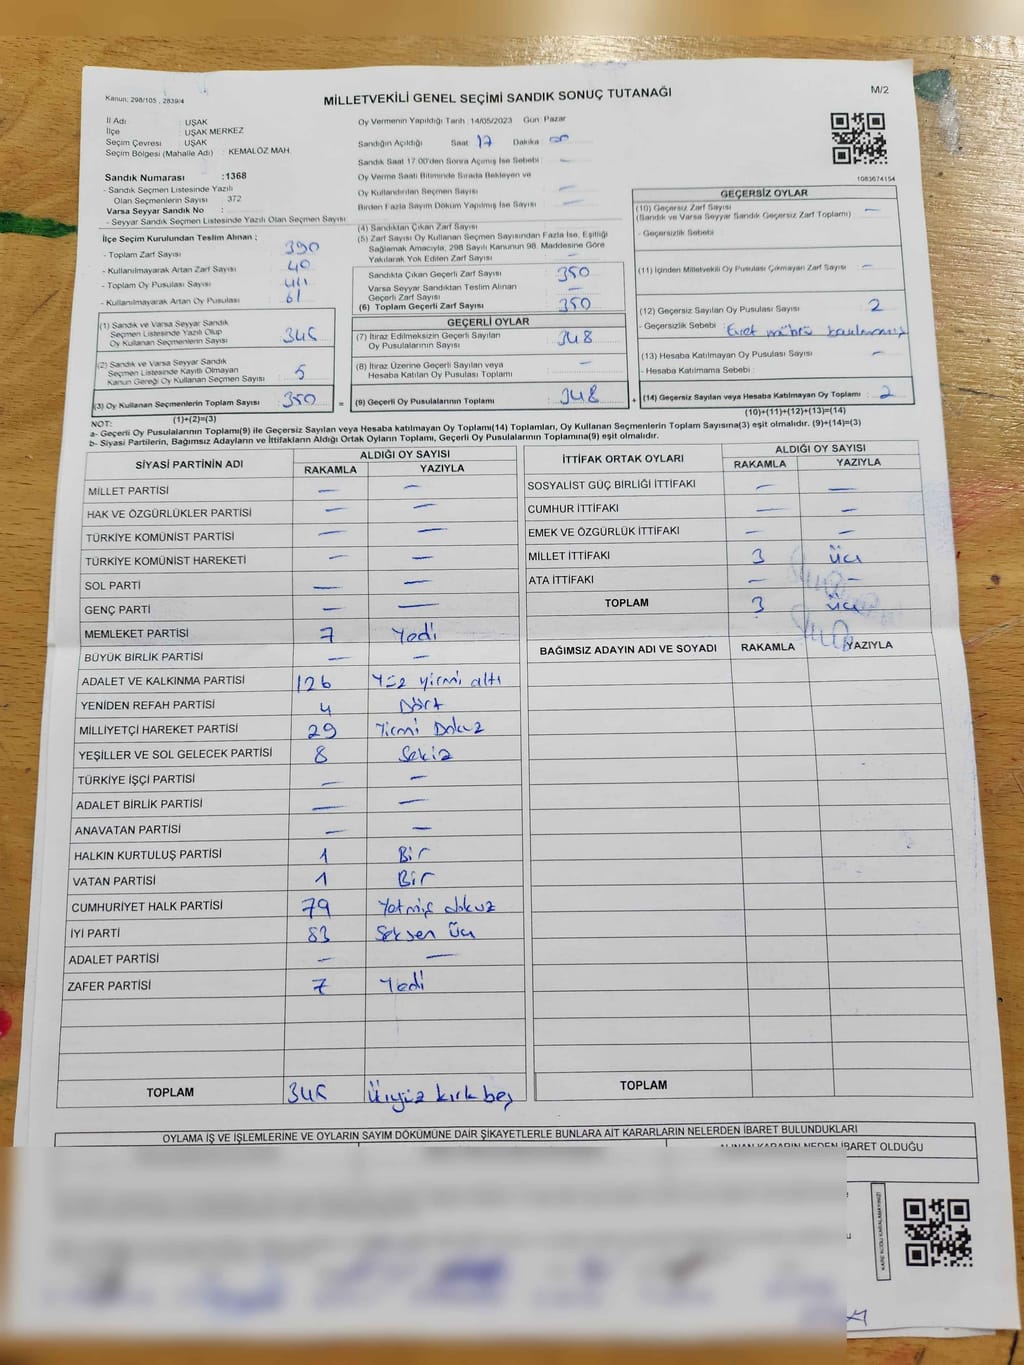 Kanun; 298/105 , 2839/4
MİLLETVEKİLİ GENEL SEÇİMİ SANDIK SONUÇ TUTANAĞI
M/2
İl Adı : UŞAK
İlçe : UŞAK MERKEZ
Seçim Çevresi : UŞAK
Seçim Bölgesi (Mahalle Adı) : KEMALÖZ MAH.
Sandık Numarası :1368
- Sandık Seçmen Listesinde Yazılı
Olan Seçmenlerin Sayısı : 372
Varsa Seyyar Sandık No :
- Seyyar Sandık Seçmen Listesinde Yazılı Olan Seçmen Sayısı
İlçe Seçim Kurulundan Teslim Alınan ;
- Toplam Zarf Sayısı : 390
- Kullanılmayarak Artan Zarf Sayısı : 40
- Toplam Oy Pusulası : 411
- Kullanılmayarak Artan Oy Pusulası : 61
(1) Sandık ve Varsa Seyyar Sandık
Seçmen Listesinde Yazılı Olup
Oy Kullanan Seçmenlerin Sayısı : 345
(2) Sandık ve Varsa Seyyar Sandık
Seçmen Listesinde Kayıtlı Olmayan
Kanun Gereği Oy Kullanan Seçmen Sayısı : 5
(3) Oy Kullanan Seçmenlerin Toplam Sayısı : 350
(1)+(2)=(3)
Oy Vermenin Yapıldığı Tarih :14/05/2023 Gün: Pazar
Sandığın Açıldığı Saat 17 Dakika 00
Sandık Saat 17:00'den Sonra Açılmış İse Sebebi : —
Oy Verme Saati Bitiminde Sırada Bekleyen ve
Oy Kullandırılan Seçmen Sayısı : —
Birden Fazla Sayım Döküm Yapılmış İse Sayısı : —
(4) Sandıktan Çıkan Zarf Sayısı
(5) Zarf Sayısı Oy Kullanan Seçmen Sayısından Fazla İse, Eşitliği
Sağlamak Amacıyla, 298 Sayılı Kanunun 98. Maddesine Göre
Yakılarak Yok Edilen Zarf Sayısı : —
Sandıkta Çıkan Geçerli Zarf Sayısı : 350
Varsa Seyyar Sandıktan Teslim Alınan
Geçerli Zarf Sayısı : —
(6) Toplam Geçerli Zarf Sayısı : 350
GEÇERLİ OYLAR
(7) İtiraz Edilmeksizin Geçerli Sayılan
Oy Pusulalarının Sayısı : 348
(8) İtiraz Üzerine Geçerli Sayılan veya
Hesaba Katılan Oy Pusulası Toplamı : —
= (9) Geçerli Oy Pusulalarının Toplamı : 348
1083674154
GEÇERSİZ OYLAR
(10) Geçersiz Zarf Sayısı : —
(Sandık ve Varsa Seyyar Sandık Geçersiz Zarf Toplamı)
- Geçersizlik Sebebi :
(11) İçinden Milletvekili Oy Pusulası Çıkmayan Zarf Sayısı : —
(12) Geçersiz Sayılan Oy Pusulası Sayısı : 2
- Geçersizlik Sebebi : Evet mührü
(13) Hesaba Katılmayan Oy Pusulası Sayısı : —
- Hesaba Katılmama Sebebi :
+ (14) Geçersiz Sayılan veya Hesaba Katılmayan Oy Toplamı : 2
(10)+(11)+(12)+(13)=(14)
NOT:
a- Geçerli Oy Pusulalarının Toplamı(9) ile Geçersiz veya Hesaba katılmayan Oy Toplamı(14) Toplamları, Oy Kullanan Seçmenlerin Toplam Sayısına(3) eşit olmalıdır. (9)+(14)=(3)
b- Siyasi Partilerin, Bağımsız Adayların ve İttifakların Aldığı Ortak Oyların Toplamı, Geçerli Oy Pusulalarının Toplamına(9) eşit olmalıdır.
SİYASİ PARTİNİN ADI ALDIĞI OY SAYISI
RAKAMLA YAZIYLA
MİLLET PARTİSİ — —
HAK VE ÖZGÜRLÜKLER PARTİSİ — —
TÜRKİYE KOMÜNİST PARTİSİ — —
TÜRKİYE KOMÜNİST HAREKETİ — —
SOL PARTİ — —
GENÇ PARTİ — —
MEMLEKET PARTİSİ 7 Yedi
BÜYÜK BİRLİK PARTİSİ — —
ADALET VE KALKINMA PARTİSİ 126 Yüz yirmi altı
YENİDEN REFAH PARTİSİ 4 Dört
MİLLİYETÇİ HAREKET PARTİSİ 29 Yirmi Dokuz
YEŞİLLER VE SOL GELECEK PARTİSİ 8 Sekiz
TÜRKİYE İŞÇİ PARTİSİ — —
ADALET BİRLİK PARTİSİ — —
ANAVATAN PARTİSİ — —
HALKIN KURTULUŞ PARTİSİ 1 Bir
VATAN PARTİSİ 1 Bir
CUMHURİYET HALK PARTİSİ 79 Yetmiş dokuz
İYİ PARTİ 83 Seksen Üç
ADALET PARTİSİ — —
ZAFER PARTİSİ 7 Yedi
TOPLAM 345 Üçyüz kırk beş
İTTİFAK ORTAK OYLARI ALDIĞI OY SAYISI
RAKAMLA YAZIYLA
SOSYALİST GÜÇ BİRLİĞİ İTTİFAKI — —
CUMHUR İTTİFAKI — —
EMEK VE ÖZGÜRLÜK İTTİFAKI — —
MİLLET İTTİFAKI 3 Üç
ATA İTTİFAKI — —
TOPLAM 3 Üç
BAĞIMSIZ ADAYIN ADI VE SOYADI RAKAMLA YAZIYLA
TOPLAM
OYLAMA İŞ VE İŞLEMLERİNE VE OYLARIN SAYIM DÖKÜMÜNE DAİR ŞİKAYETLERLE BUNLARA AİT KARARLARIN NELERDEN İBARET BULUNDUKLARI
ALINAN KARARIN NEDEN İBARET OLDUĞU
KARE KODU KARALAMAYINIZ!